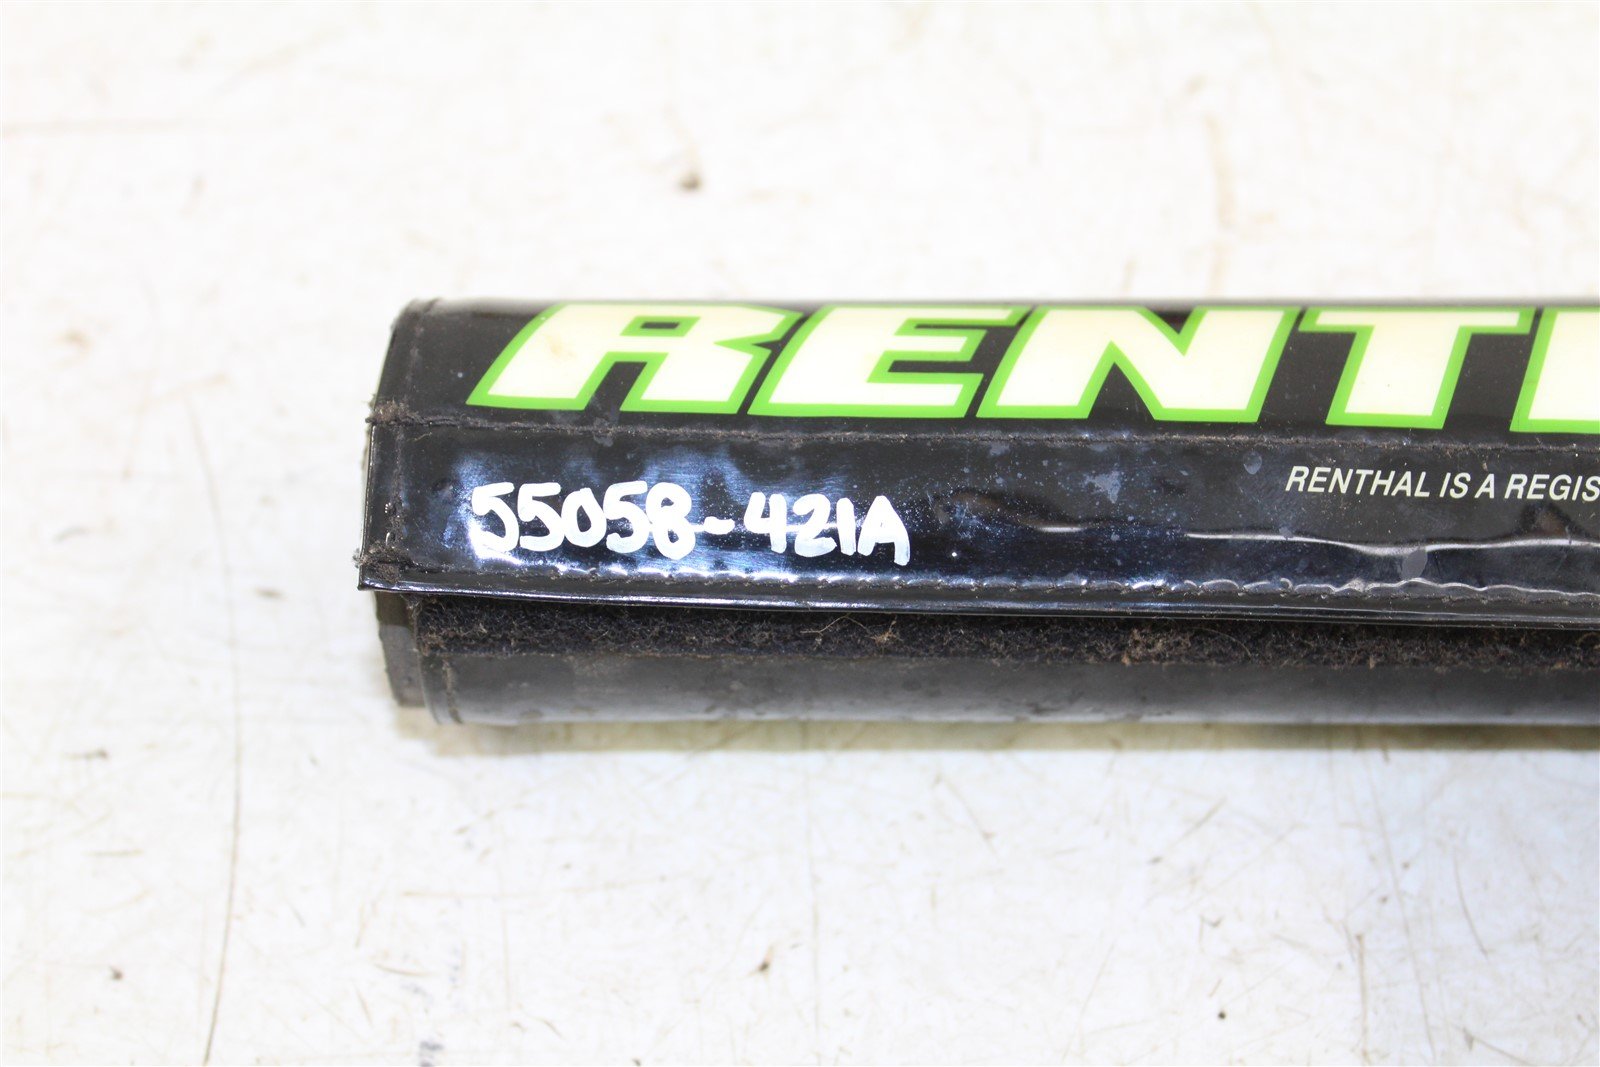 RENT
RENTHAL IS A REGIS
55058-421A